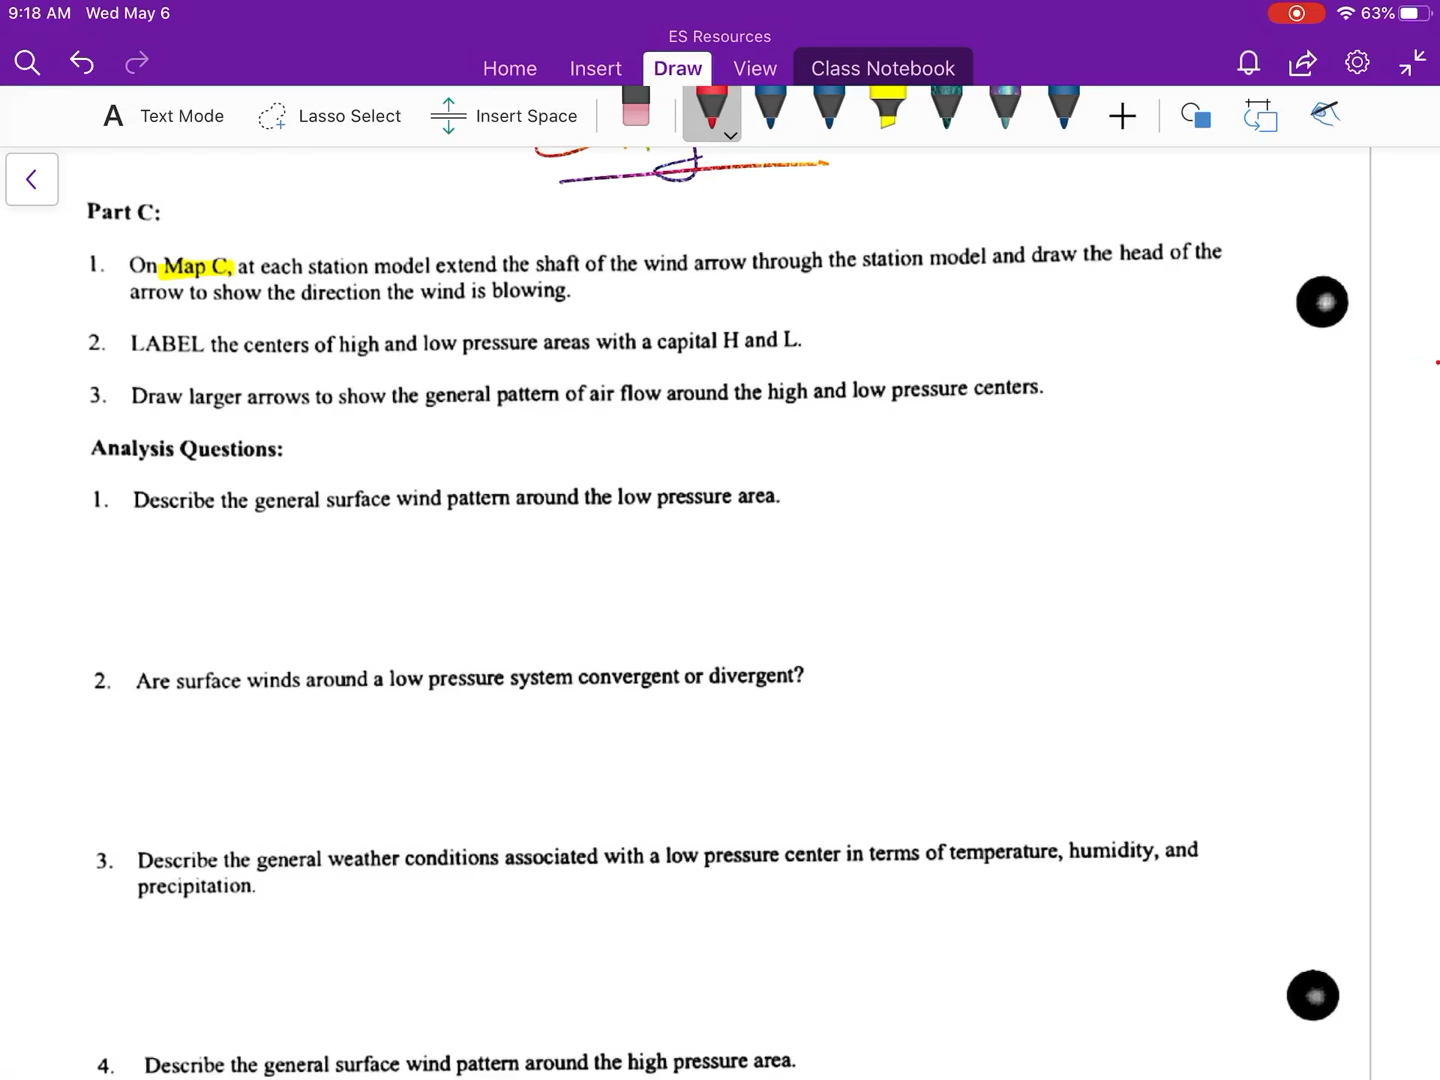 9:18 AM Wed May 6
63%
ES Resources
Home Insert Draw View Class Notebook
A Text Mode Lasso Select Insert Space
Part C:
1. On Map C, at each station model extend the shaft of the wind arrow through the station model and draw the head of the
arrow to show the direction the wind is blowing.
2. LABEL the centers of high and low pressure areas with a capital H and L.
3. Draw larger arrows to show the general pattern of air flow around the high and low pressure centers.
Analysis Questions:
1. Describe the general surface wind pattern around the low pressure area.
2. Are surface winds around a low pressure system convergent or divergent?
3. Describe the general weather conditions associated with a low pressure center in terms of temperature, humidity, and
precipitation.
4. Describe the general surface wind pattern around the high pressure area.